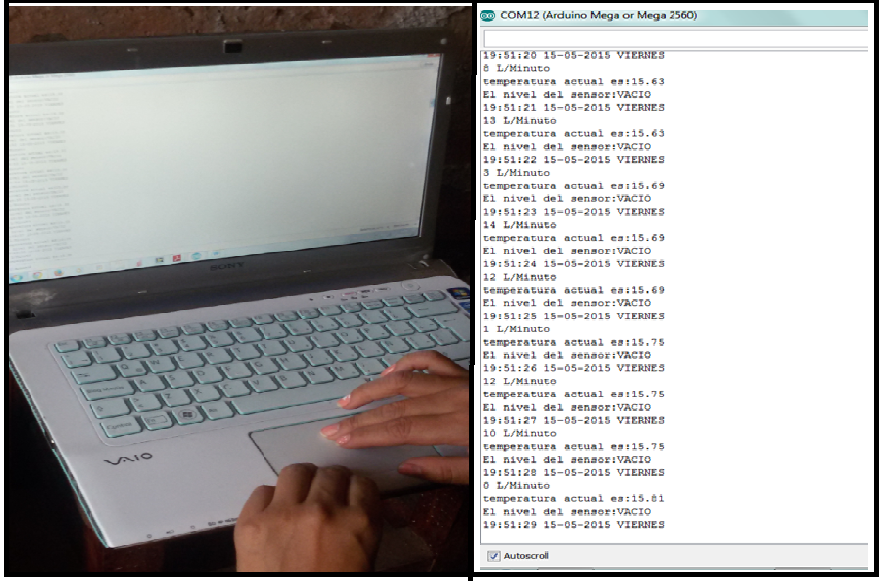 SONY
VAIO
COM12 (Arduino Mega or Mega 2560)
19:51:20 15-05-2015 VIERNES
8 L/Minuto
temperatura actual es:15.63
El nivel del sensor:VACIO
19:51:21 15-05-2015 VIERNES
13 L/Minuto
temperatura actual es:15.63
El nivel del sensor:VACIO
19:51:22 15-05-2015 VIERNES
3 L/Minuto
temperatura actual es:15.69
El nivel del sensor:VACIO
19:51:23 15-05-2015 VIERNES
14 L/Minuto
temperatura actual es:15.69
El nivel del sensor:VACIO
19:51:24 15-05-2015 VIERNES
12 L/Minuto
temperatura actual es:15.69
El nivel del sensor:VACIO
19:51:25 15-05-2015 VIERNES
1 L/Minuto
temperatura actual es:15.75
El nivel del sensor:VACIO
19:51:26 15-05-2015 VIERNES
12 L/Minuto
temperatura actual es:15.75
El nivel del sensor:VACIO
19:51:27 15-05-2015 VIERNES
10 L/Minuto
temperatura actual es:15.75
El nivel del sensor:VACIO
19:51:28 15-05-2015 VIERNES
0 L/Minuto
temperatura actual es:15.81
El nivel del sensor:VACIO
19:51:29 15-05-2015 VIERNES
Autoscroll